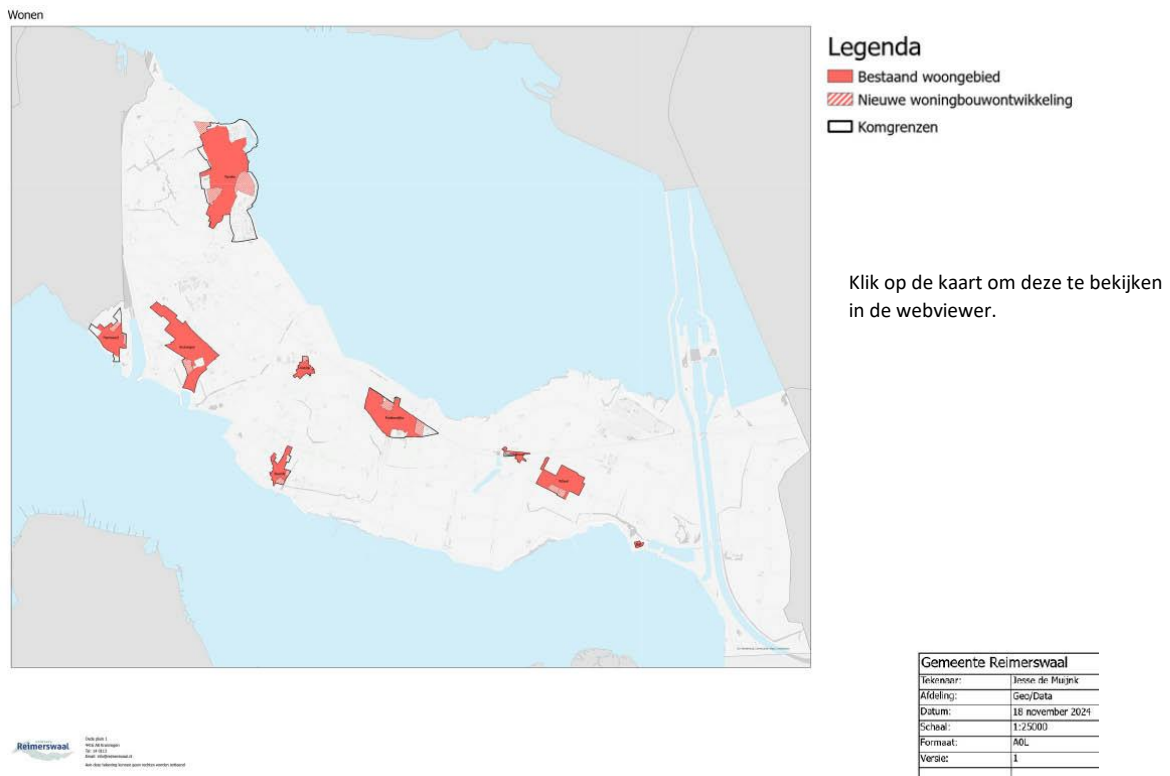 Wonen
Legenda
Bestaand woongebied
Nieuwe woningbouwontwikkeling
Komgrenzen
Klik op de kaart om deze te bekijken
in de webviewer.
Gemeente Reimerswaal
Tekenaar: Jesse de Muijnk
Afdeling: Geo/Data
Datum: 18 november 2024
Schaal: 1:25000
Formaat: A0L
Versie: 1
Reimerswaal